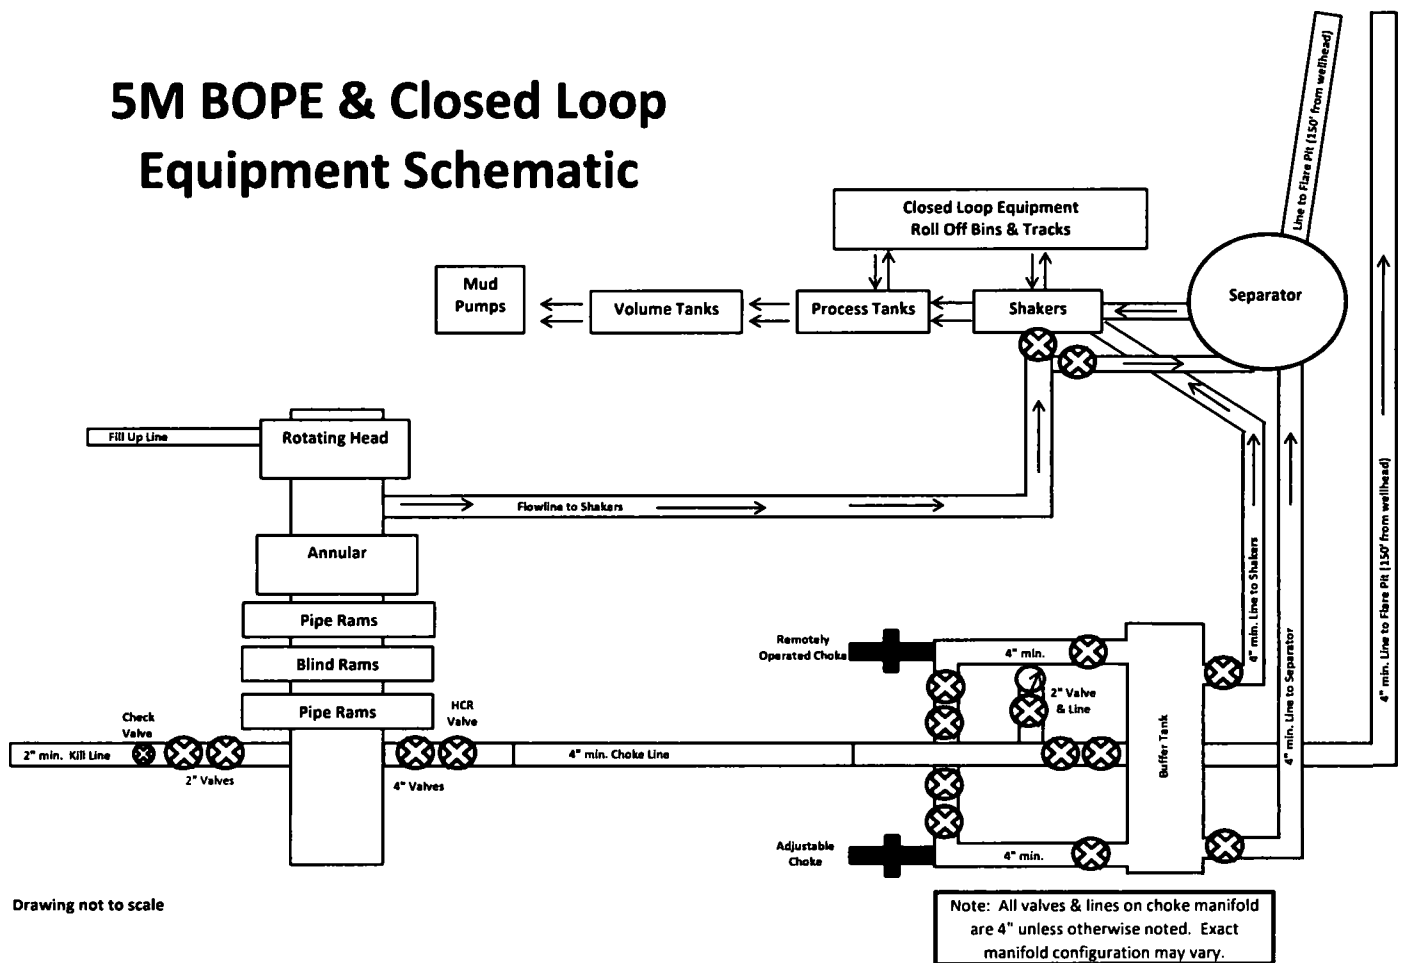 5M BOPE & Closed Loop
Equipment Schematic
Line to Flare Pit (150' from wellhead)
Closed Loop Equipment
Roll Off Bins & Tracks
Mud
Pumps
Volume Tanks
Process Tanks
Shakers
Separator
Fill Up Line
Rotating Head
Flowline to Shakers
Annular
Pipe Rams
Blind Rams
Pipe Rams
Check
Valve
HCR
Valve
2" min. Kill Line
2" Valves
4" Valves
4" min. Choke Line
Remotely
Operated Choke
4" min.
2" Valve
& Line
Buffer Tank
4" min. Line to Shakers
4" min. Line to Separator
4" min. Line to Flare Pit (150' from wellhead)
Adjustable
Choke
4" min.
Drawing not to scale
Note: All valves & lines on choke manifold
are 4" unless otherwise noted. Exact
manifold configuration may vary.